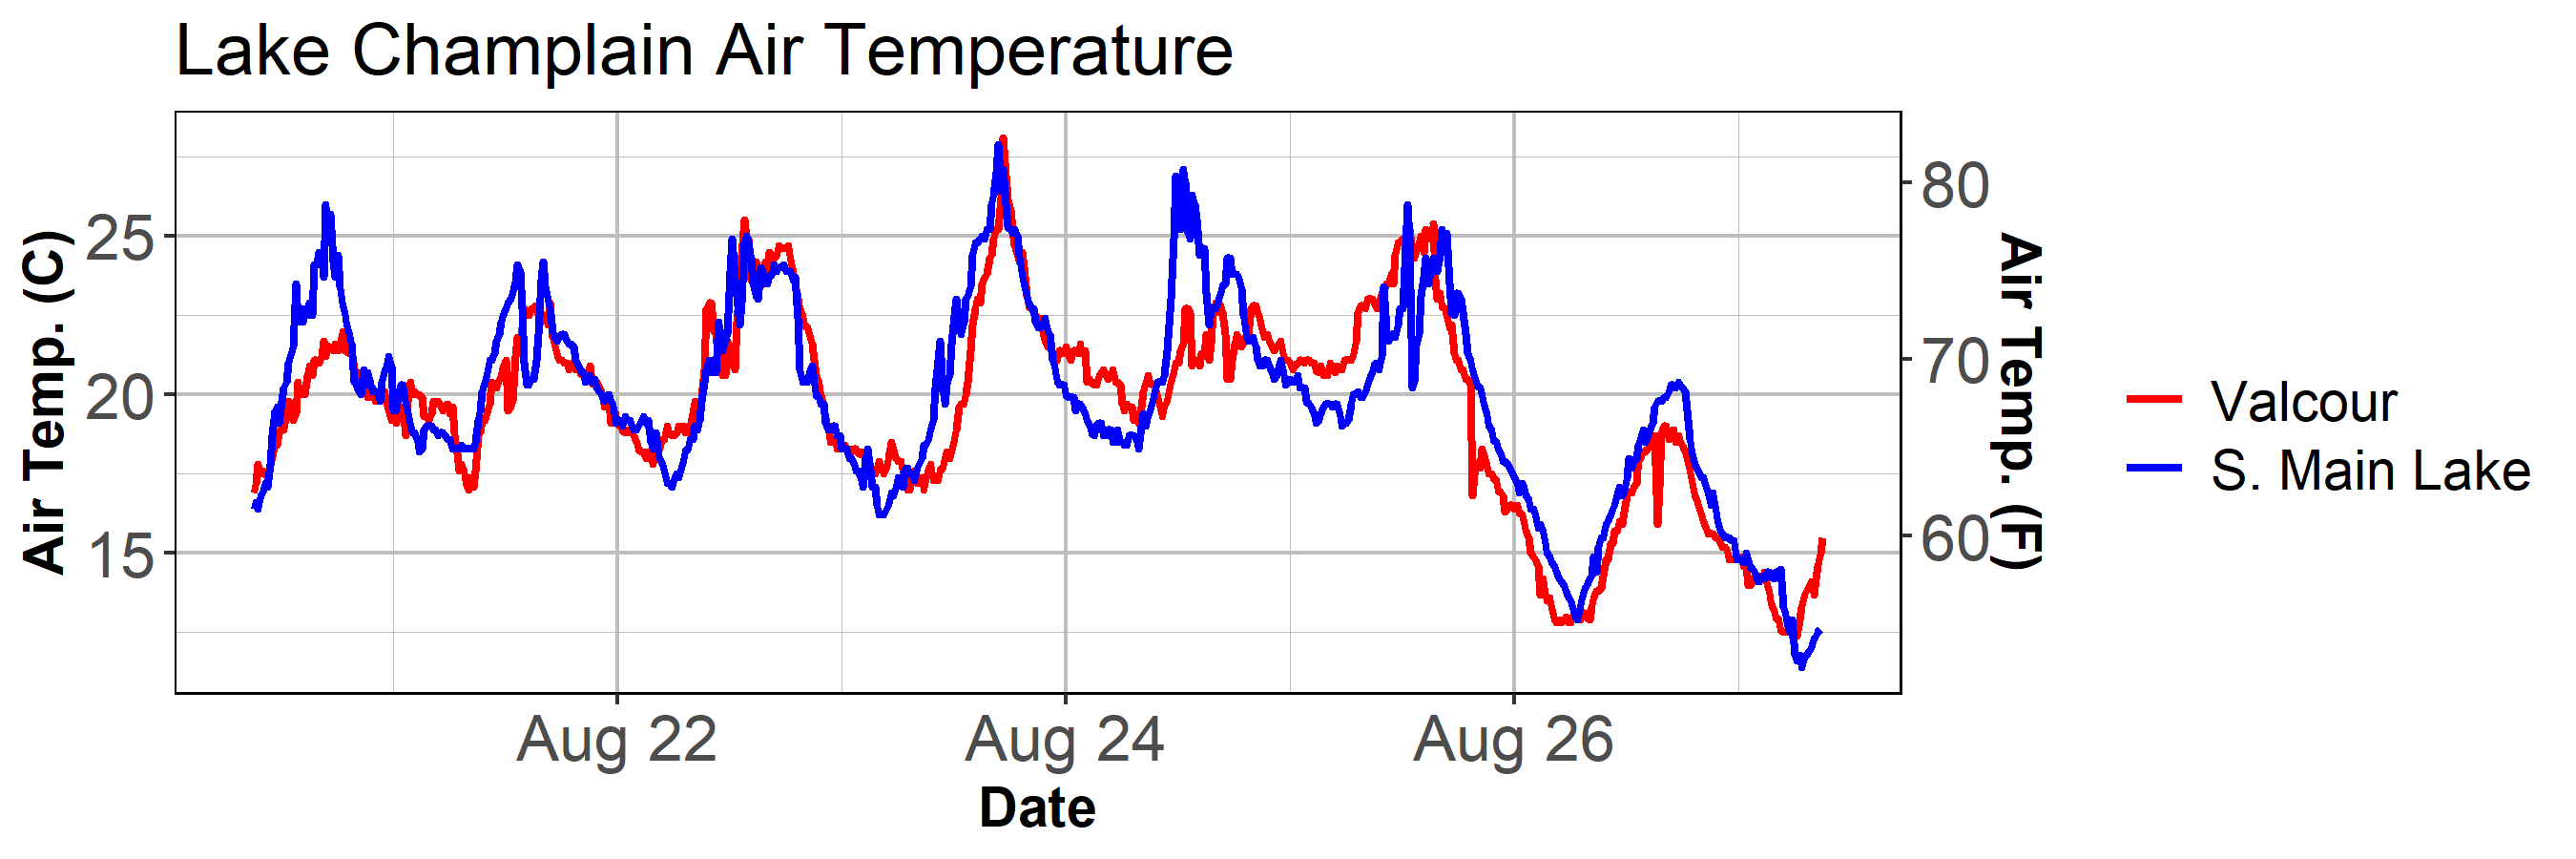 Lake Champlain Air Temperature
Air Temp. (C)
25
20
15
80
70
60
Air Temp. (F)
Valcour
S. Main Lake
Aug 22
Aug 24
Aug 26
Date